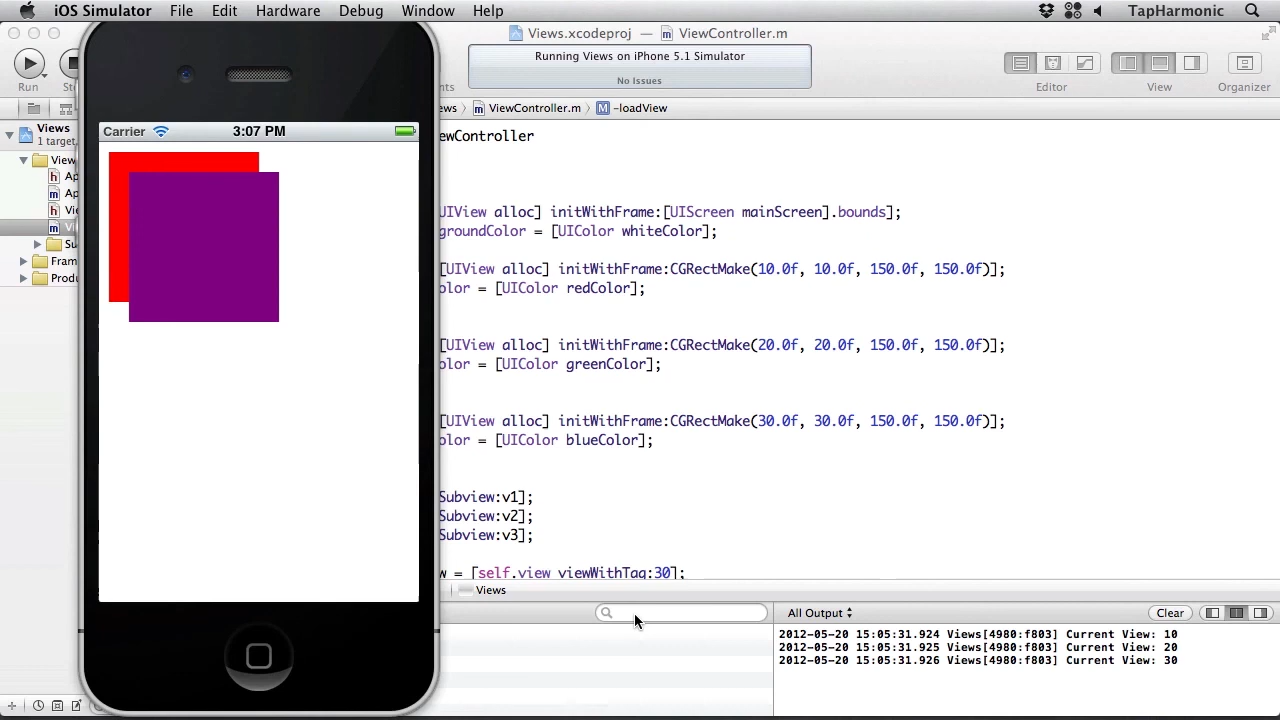 iOS Simulator File Edit Hardware Debug Window Help TapHarmonic
Views.xcodeproj — ViewController.m
Running Views on iPhone 5.1 Simulator
No Issues
Run
Editor View Organizer
ViewController.m -loadView
Views
1 target,
Fram
Produ
Carrier 3:07 PM
ewController
UIView alloc] initWithFrame:[UIScreen mainScreen].bounds];
groundColor = [UIColor whiteColor];
[UIView alloc] initWithFrame:CGRectMake(10.0f, 10.0f, 150.0f, 150.0f)];
olor = [UIColor redColor];
[UIView alloc] initWithFrame:CGRectMake(20.0f, 20.0f, 150.0f, 150.0f)];
olor = [UIColor greenColor];
[UIView alloc] initWithFrame:CGRectMake(30.0f, 30.0f, 150.0f, 150.0f)];
olor = [UIColor blueColor];
Subview:v1];
Subview:v2];
Subview:v3];
w = [self.view viewWithTag:30];
Views
All Output Clear
2012-05-20 15:05:31.924 Views[4980:f803] Current View: 10
2012-05-20 15:05:31.925 Views[4980:f803] Current View: 20
2012-05-20 15:05:31.926 Views[4980:f803] Current View: 30